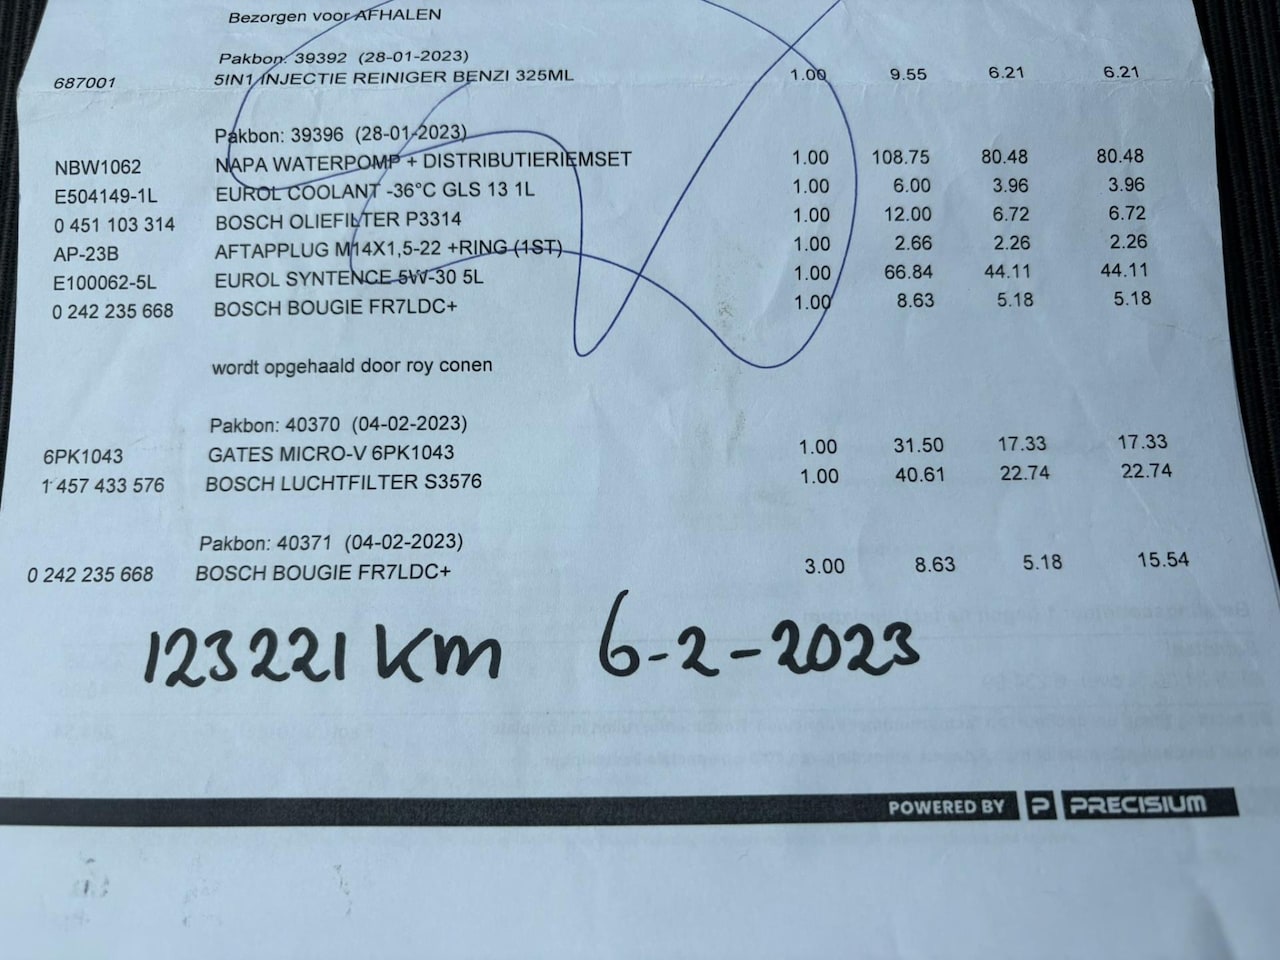 Bezorgen voor AFHALEN
Pakbon: 39392 (28-01-2023)
687001 5IN1 INJECTIE REINIGER BENZI 325ML 1.00 9.55 6.21 6.21
Pakbon: 39396 (28-01-2023)
NBW1062 NAPA WATERPOMP + DISTRIBUTIERIEMSET 1.00 108.75 80.48 80.48
E504149-1L EUROL COOLANT -36°C GLS 13 1L 1.00 6.00 3.96 3.96
0 451 103 314 BOSCH OLIEFILTER P3314 1.00 12.00 6.72 6.72
AP-23B AFTAPPLUG M14X1,5-22 +RING (1ST) 1.00 2.66 2.26 2.26
E100062-5L EUROL SYNTENCE 5W-30 5L 1.00 66.84 44.11 44.11
0 242 235 668 BOSCH BOUGIE FR7LDC+ 1.00 8.63 5.18 5.18
wordt opgehaald door roy conen
Pakbon: 40370 (04-02-2023)
6PK1043 GATES MICRO-V 6PK1043 1.00 31.50 17.33 17.33
1 457 433 576 BOSCH LUCHTFILTER S3576 1.00 40.61 22.74 22.74
Pakbon: 40371 (04-02-2023)
0 242 235 668 BOSCH BOUGIE FR7LDC+ 3.00 8.63 5.18 15.54
123221 km 6-2-2023
POWERED BY P PRECISIUM